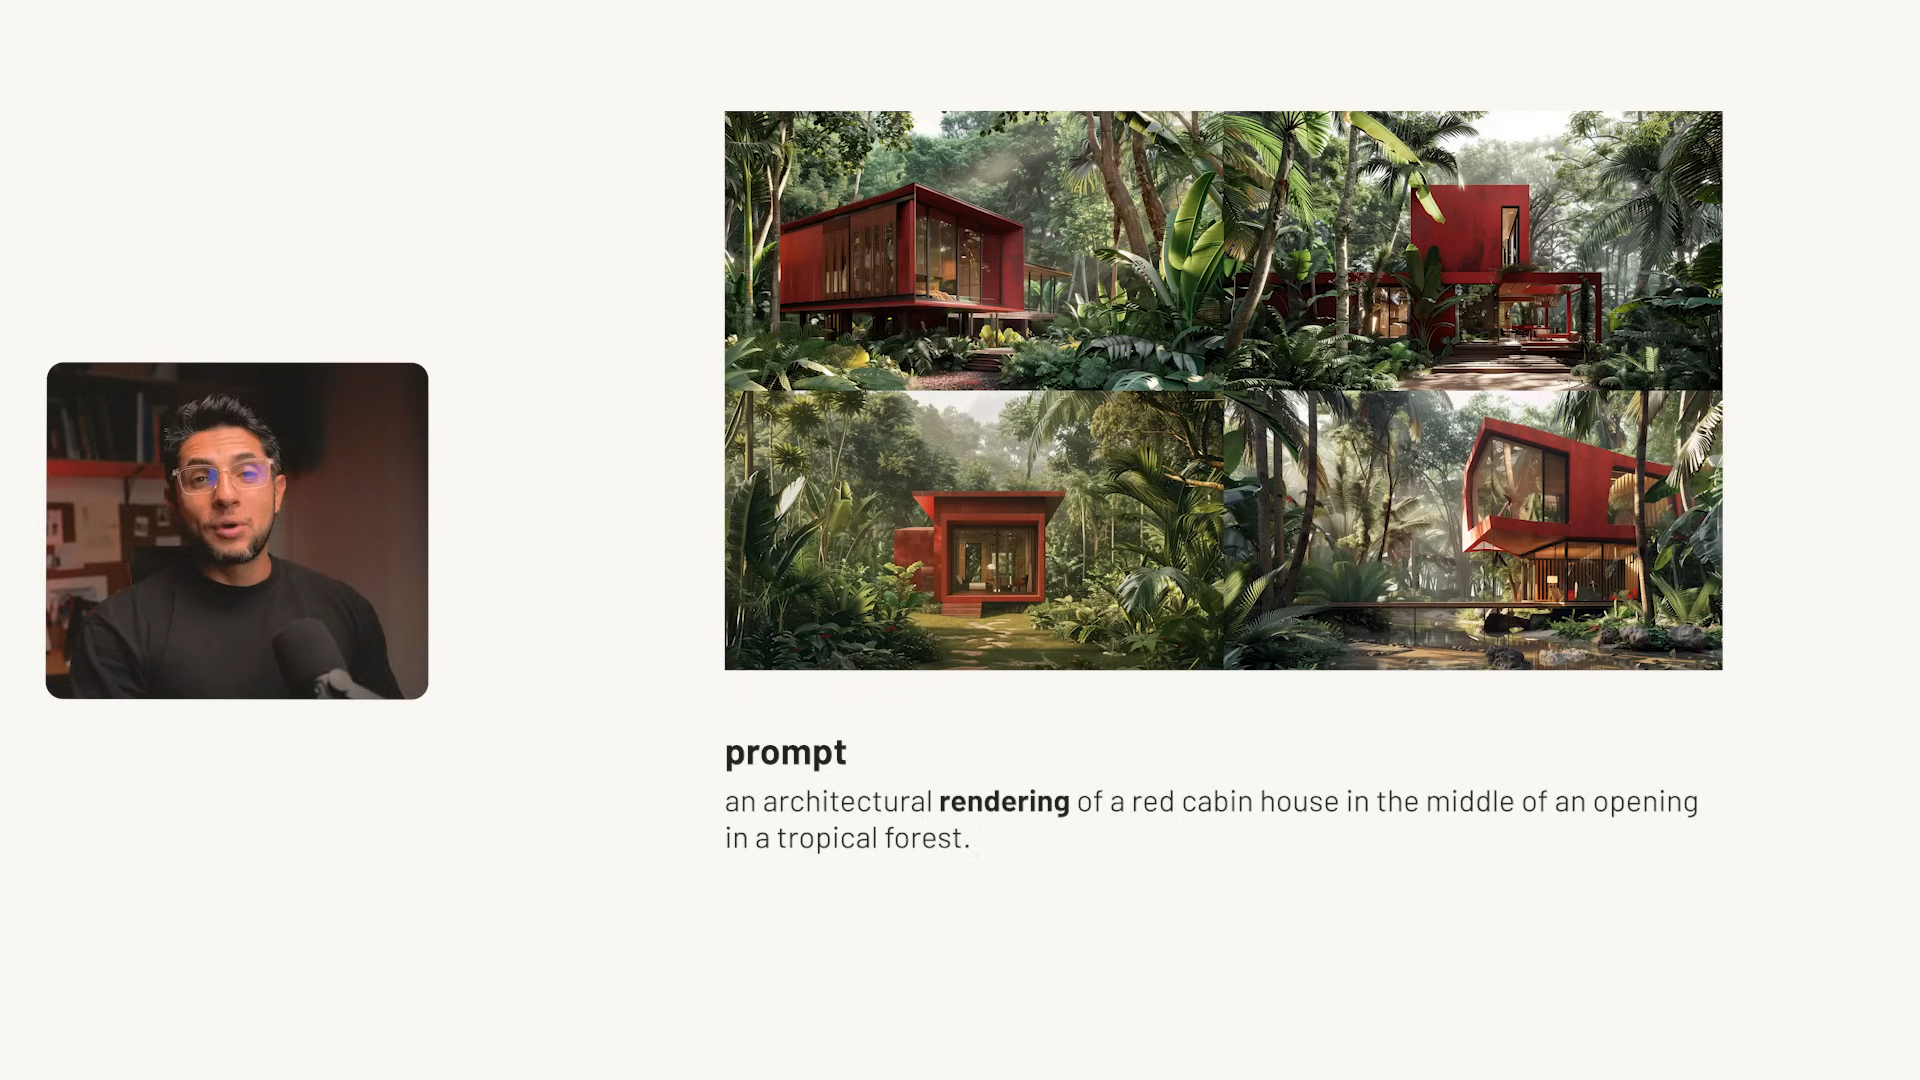 prompt
an architectural rendering of a red cabin house in the middle of an opening
in a tropical forest.